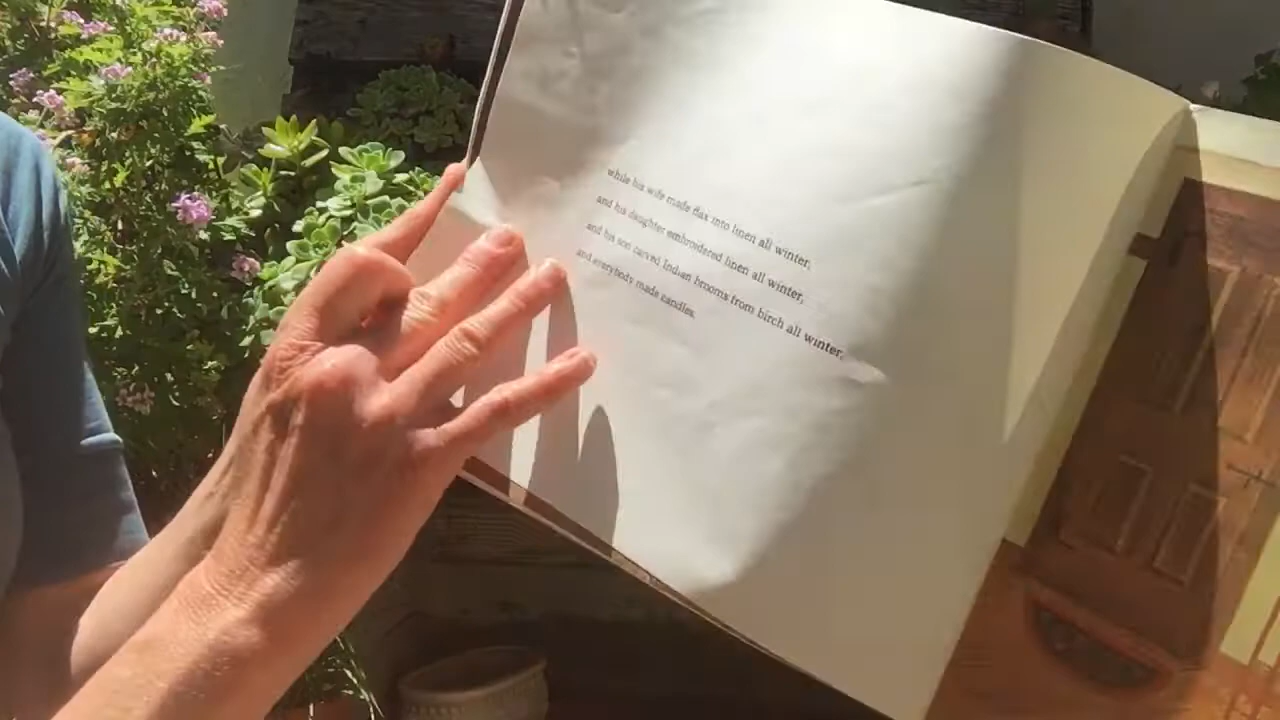 while his wife made flax into linen all winter,
and his daughter embroidered linen all winter,
and his son carved Indian brooms from birch all winter,
and everybody made candles,